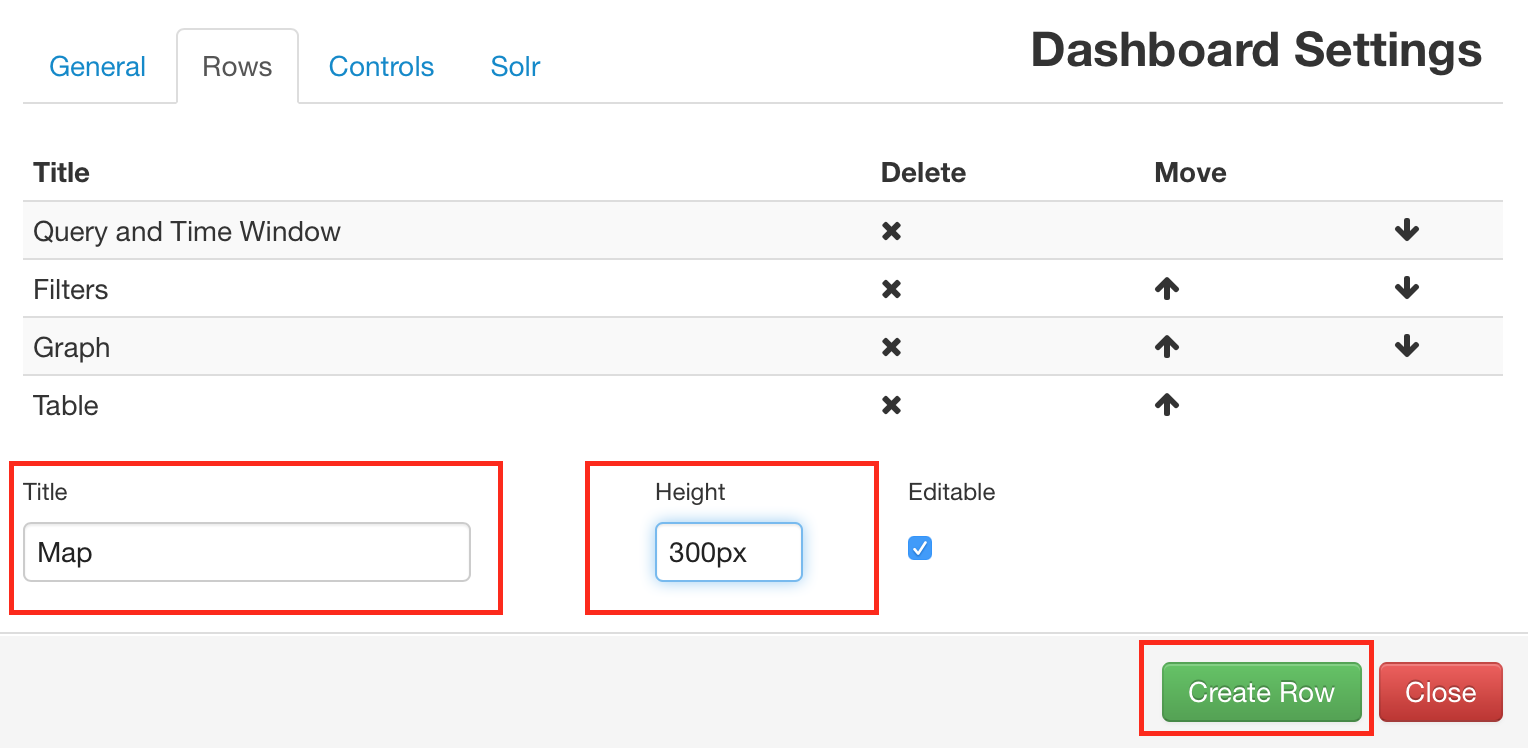 Dashboard Settings
General Rows Controls Solr
Title Delete Move
Query and Time Window
Filters
Graph
Table
Title Height Editable
Map 300px
Create Row Close